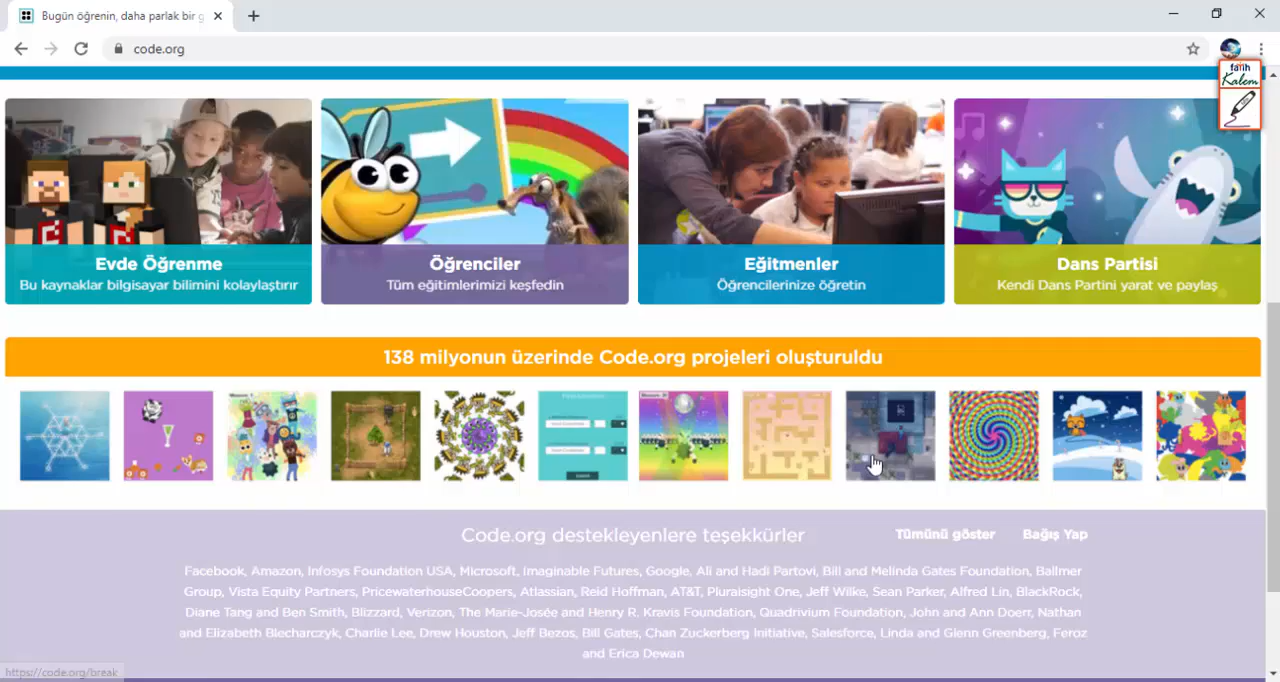 Bugün öğrenin, daha parlak bir g
code.org
fatih
Kalem
Evde Öğrenme
Bu kaynaklar bilgisayar bilimini kolaylaştırır
Öğrenciler
Tüm eğitimlerimizi keşfedin
Eğitmenler
Öğrencilerinize öğretin
Dans Partisi
Kendi Dans Partini yarat ve paylaş
138 milyonun üzerinde Code.org projeleri oluşturuldu
Code.org destekleyenlere teşekkürler
Tümünü göster
Bağış Yap
Facebook, Amazon, Infosys Foundation USA, Microsoft, Imaginable Futures, Google, Ali and Hadi Partovi, Bill and Melinda Gates Foundation, Ballmer
Group, Vista Equity Partners, PricewaterhouseCoopers, Atlassian, Reid Hoffman, AT&T, Pluralsight One, Jeff Wilke, Sean Parker, Alfred Lin, BlackRock,
Diane Tang and Ben Smith, Blizzard, Verizon, The Marie-Josée and Henry R. Kravis Foundation, Quadrivium Foundation, John and Ann Doerr, Nathan
and Elizabeth Blecharczyk, Charlie Lee, Drew Houston, Jeff Bezos, Bill Gates, Chan Zuckerberg Initiative, Salesforce, Linda and Glenn Greenberg, Feroz
and Erica Dewan
https://code.org/break